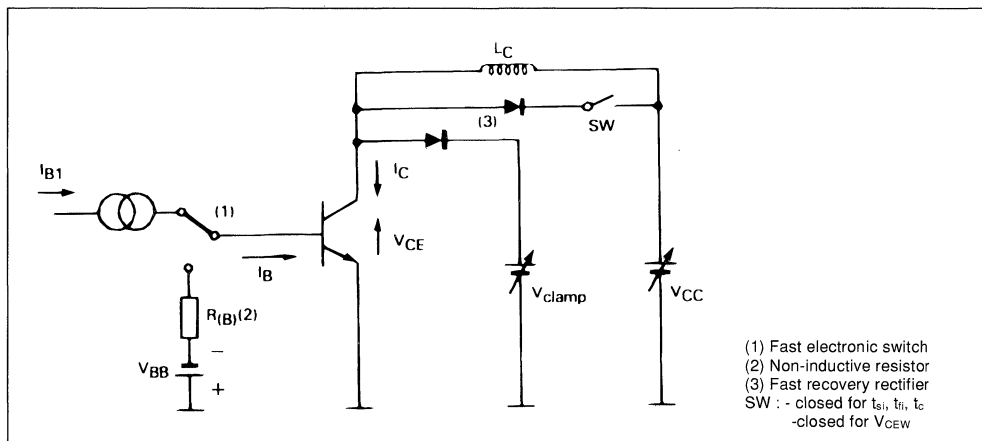 LC
SW
(3)
IC
IB1
(1)
VCE
IB
R(B)(2)
Vclamp
VCC
−
VBB
+
(1) Fast electronic switch
(2) Non-inductive resistor
(3) Fast recovery rectifier
SW : - closed for tsi, tfi, tc
-closed for VCEW